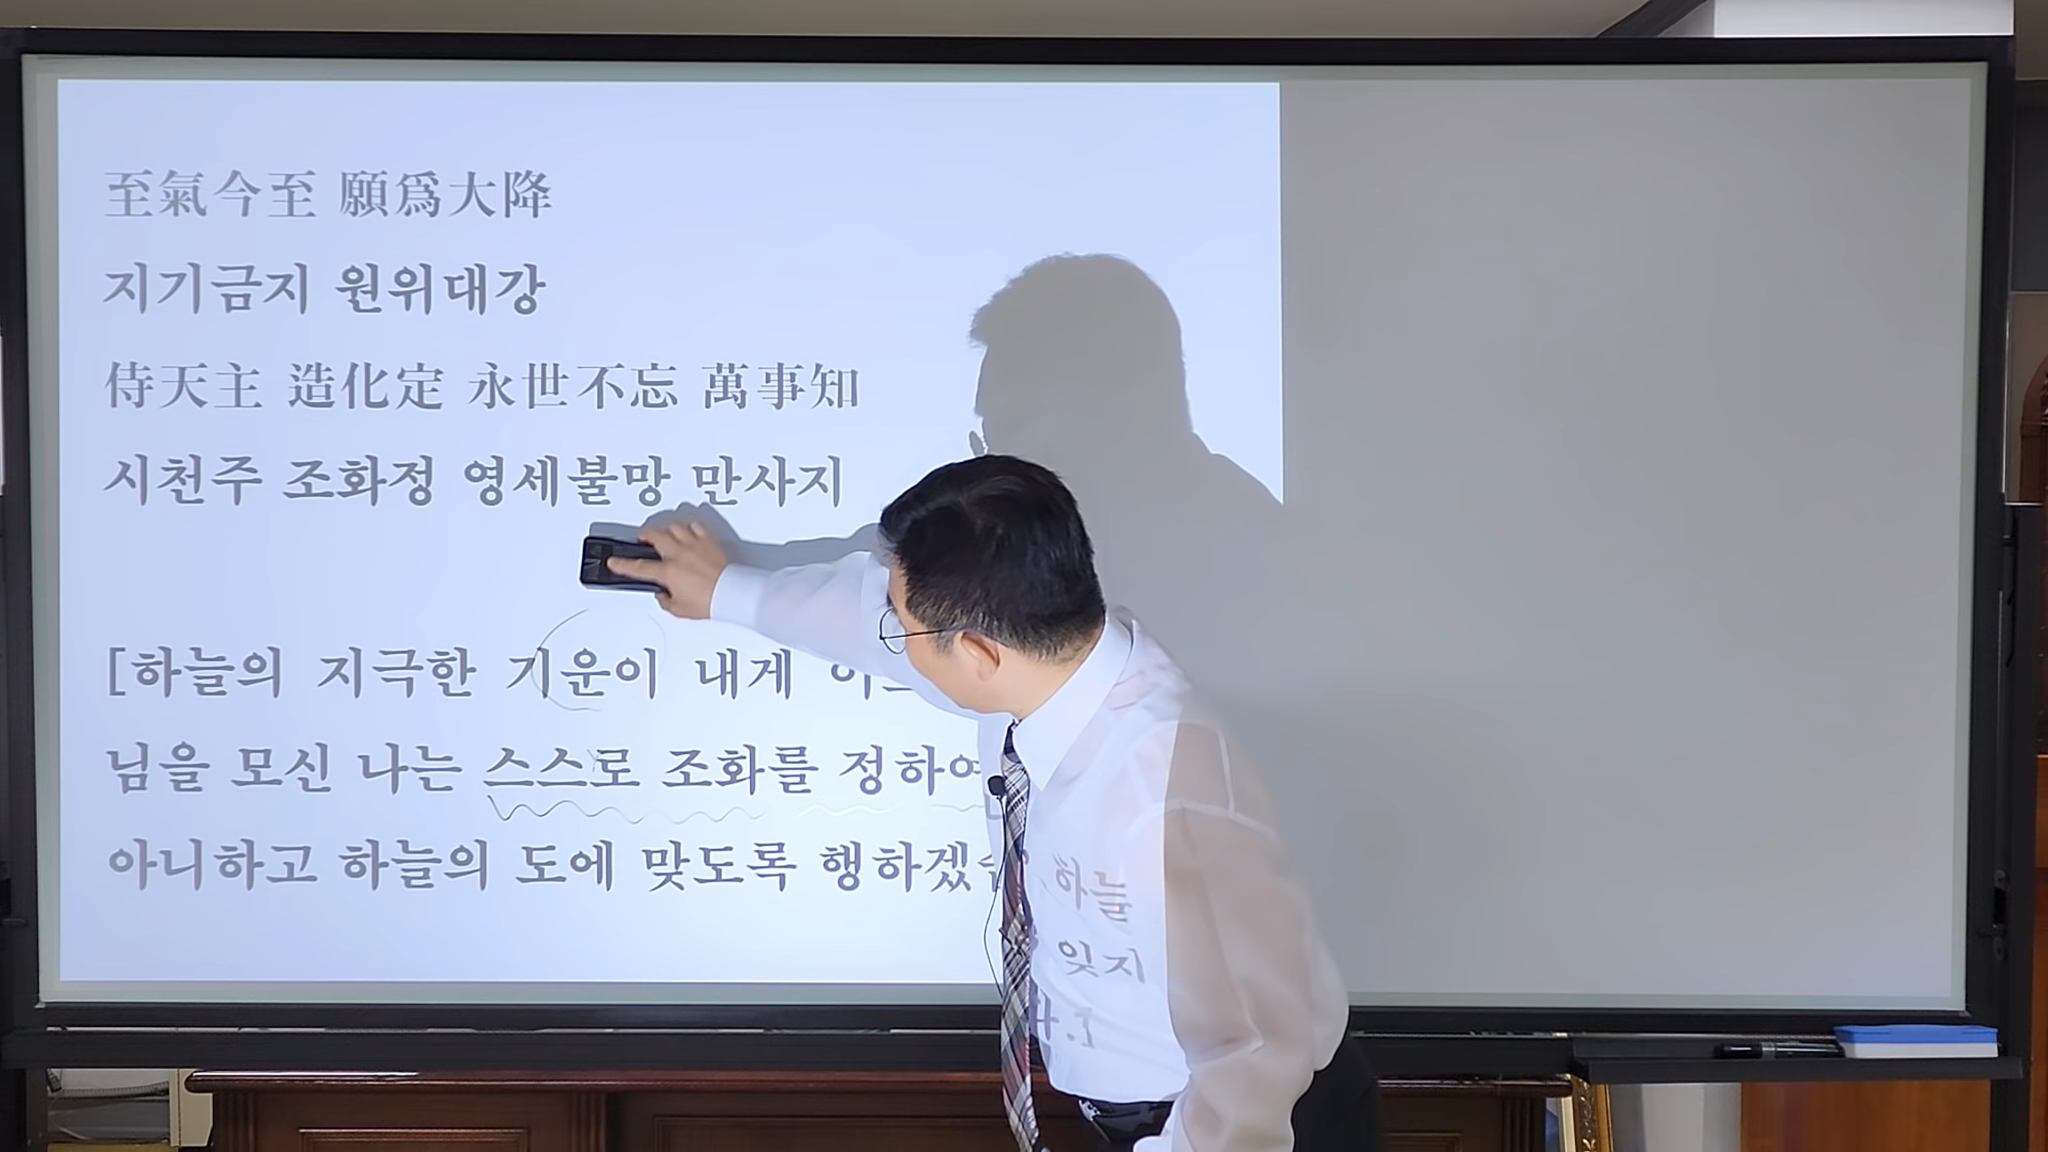 至氣今至 願爲大降
지기금지 원위대강
侍天主 造化定 永世不忘 萬事知
시천주 조화정 영세불망 만사지
[하늘의 지극한 기운이 내게
님을 모신 나는 스스로 조화를 정하여 하늘
아니하고 하늘의 도에 맞도록 행하겠 잊지